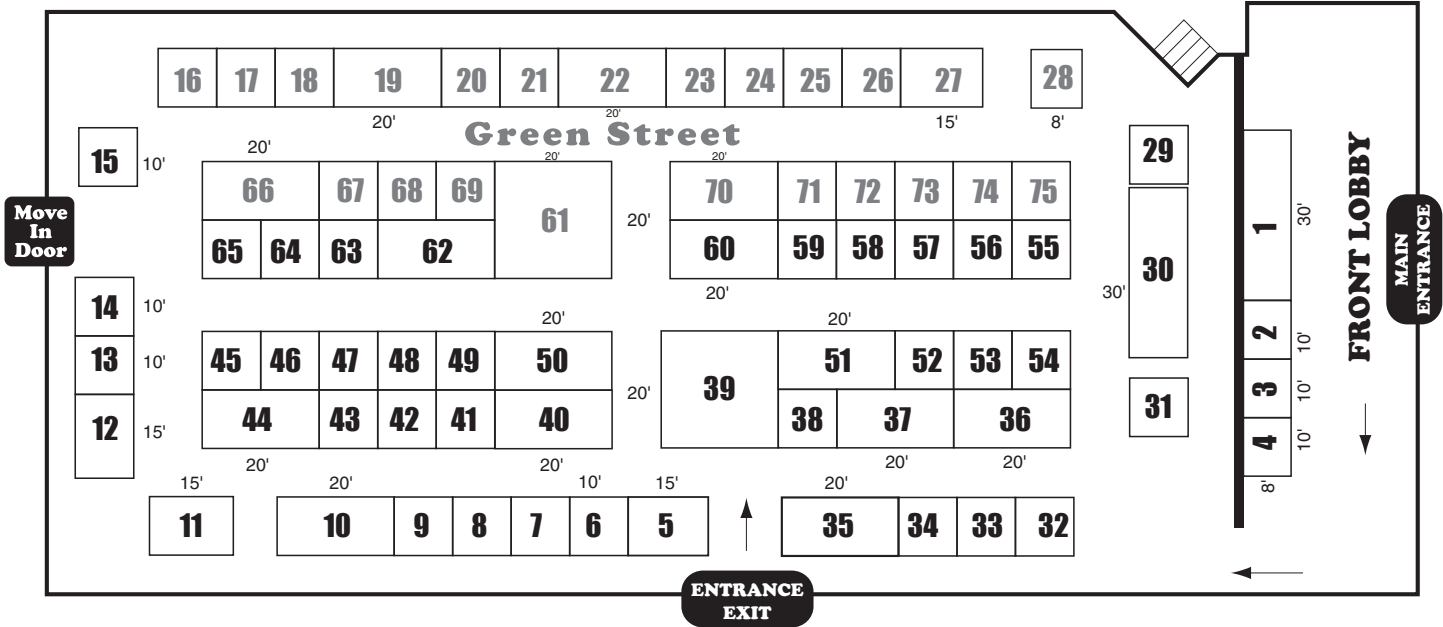 16 17 18 19 20 21 22 23 24 25 26 27 28
20' 20' 15' 8'
Green Street
15 10'
20' 20' 20'
66 67 68 69 61 70 71 72 73 74 75
20'
65 64 63 62 60 59 58 57 56 55
20'
29
30
30'
31
1
30'
2
10'
3
10'
4
10'
8'
FRONT LOBBY
MAIN
ENTRANCE
Move
In
Door
14 10'
13 10'
12 15'
20' 20'
45 46 47 48 49 50 39 51 52 53 54
20'
44 43 42 41 40 38 37 36
20' 20' 20' 20'
15' 20' 10' 15' 20'
11 10 9 8 7 6 5 35 34 33 32
ENTRANCE
EXIT